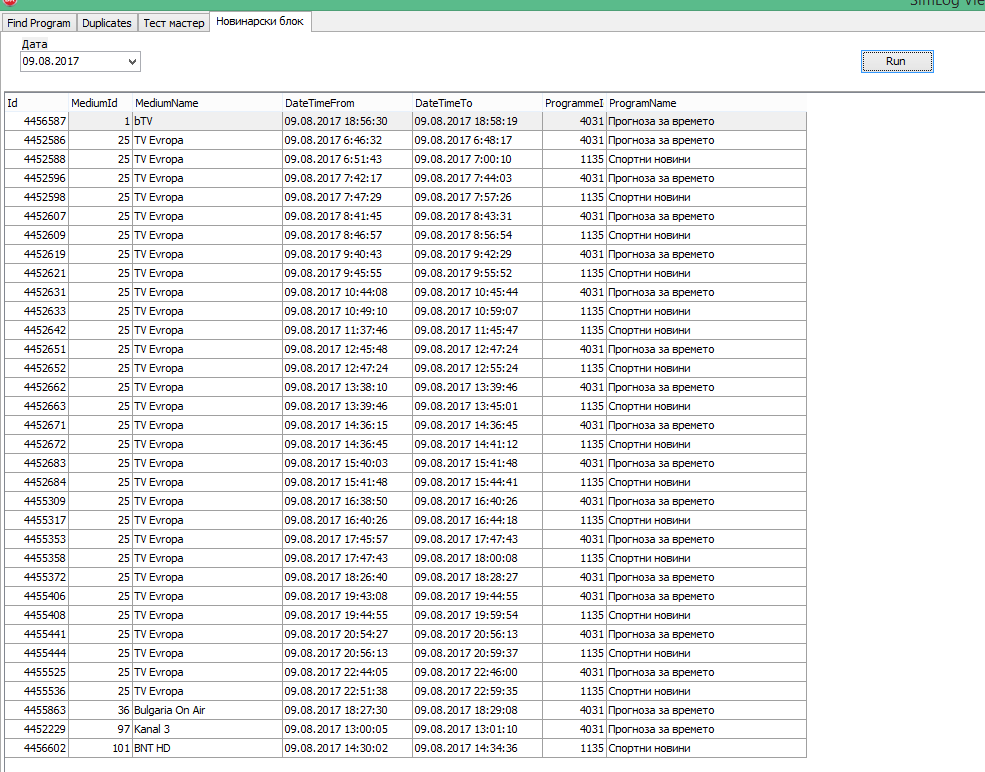 SimLog Vie
Find Program Duplicates Тест мастер Новинарски блок
Дата
09.08.2017 Run
Id MediumId MediumName DateTimeFrom DateTimeTo ProgrammeI ProgramName
4456587 1 bTV 09.08.2017 18:56:30 09.08.2017 18:58:19 4031 Прогноза за времето
4452586 25 TV Evropa 09.08.2017 6:46:32 09.08.2017 6:48:17 4031 Прогноза за времето
4452588 25 TV Evropa 09.08.2017 6:51:43 09.08.2017 7:00:10 1135 Спортни новини
4452596 25 TV Evropa 09.08.2017 7:42:17 09.08.2017 7:44:03 4031 Прогноза за времето
4452598 25 TV Evropa 09.08.2017 7:47:29 09.08.2017 7:57:26 1135 Спортни новини
4452607 25 TV Evropa 09.08.2017 8:41:45 09.08.2017 8:43:31 4031 Прогноза за времето
4452609 25 TV Evropa 09.08.2017 8:46:57 09.08.2017 8:56:54 1135 Спортни новини
4452619 25 TV Evropa 09.08.2017 9:40:43 09.08.2017 9:42:29 4031 Прогноза за времето
4452621 25 TV Evropa 09.08.2017 9:45:55 09.08.2017 9:55:52 1135 Спортни новини
4452631 25 TV Evropa 09.08.2017 10:44:08 09.08.2017 10:45:44 4031 Прогноза за времето
4452633 25 TV Evropa 09.08.2017 10:49:10 09.08.2017 10:59:07 1135 Спортни новини
4452642 25 TV Evropa 09.08.2017 11:37:46 09.08.2017 11:45:47 1135 Спортни новини
4452651 25 TV Evropa 09.08.2017 12:45:48 09.08.2017 12:47:24 4031 Прогноза за времето
4452652 25 TV Evropa 09.08.2017 12:47:24 09.08.2017 12:55:24 1135 Спортни новини
4452662 25 TV Evropa 09.08.2017 13:38:10 09.08.2017 13:39:46 4031 Прогноза за времето
4452663 25 TV Evropa 09.08.2017 13:39:46 09.08.2017 13:45:01 1135 Спортни новини
4452671 25 TV Evropa 09.08.2017 14:36:15 09.08.2017 14:36:45 4031 Прогноза за времето
4452672 25 TV Evropa 09.08.2017 14:36:45 09.08.2017 14:41:12 1135 Спортни новини
4452683 25 TV Evropa 09.08.2017 15:40:03 09.08.2017 15:41:48 4031 Прогноза за времето
4452684 25 TV Evropa 09.08.2017 15:41:48 09.08.2017 15:44:41 1135 Спортни новини
4455309 25 TV Evropa 09.08.2017 16:38:50 09.08.2017 16:40:26 4031 Прогноза за времето
4455317 25 TV Evropa 09.08.2017 16:40:26 09.08.2017 16:44:18 1135 Спортни новини
4455353 25 TV Evropa 09.08.2017 17:45:57 09.08.2017 17:47:43 4031 Прогноза за времето
4455358 25 TV Evropa 09.08.2017 17:47:43 09.08.2017 18:00:08 1135 Спортни новини
4455372 25 TV Evropa 09.08.2017 18:26:40 09.08.2017 18:28:27 4031 Прогноза за времето
4455406 25 TV Evropa 09.08.2017 19:43:08 09.08.2017 19:44:55 4031 Прогноза за времето
4455408 25 TV Evropa 09.08.2017 19:44:55 09.08.2017 19:59:54 1135 Спортни новини
4455441 25 TV Evropa 09.08.2017 20:54:27 09.08.2017 20:56:13 4031 Прогноза за времето
4455444 25 TV Evropa 09.08.2017 20:56:13 09.08.2017 20:59:37 1135 Спортни новини
4455525 25 TV Evropa 09.08.2017 22:44:05 09.08.2017 22:46:00 4031 Прогноза за времето
4455536 25 TV Evropa 09.08.2017 22:51:38 09.08.2017 22:59:35 1135 Спортни новини
4455863 36 Bulgaria On Air 09.08.2017 18:27:30 09.08.2017 18:29:08 4031 Прогноза за времето
4452229 97 Kanal 3 09.08.2017 13:00:05 09.08.2017 13:01:10 4031 Прогноза за времето
4456602 101 BNT HD 09.08.2017 14:30:02 09.08.2017 14:34:36 1135 Спортни новини